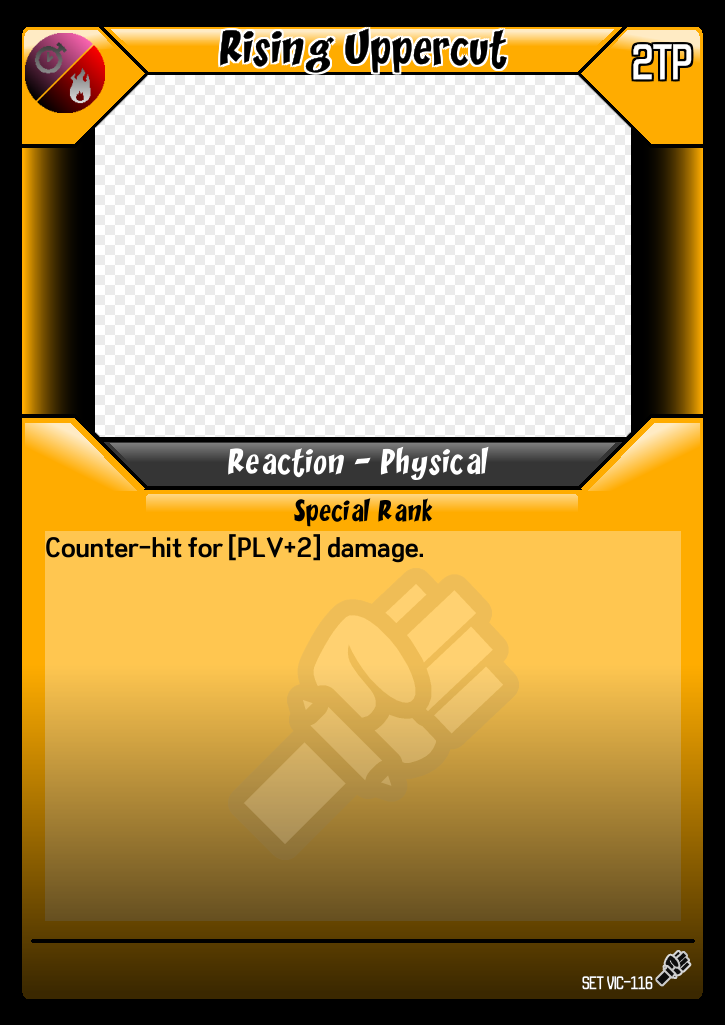 Rising Uppercut
2TP
Reaction - Physical
Special Rank
Counter-hit for [PLV+2] damage.
SET VIC-116